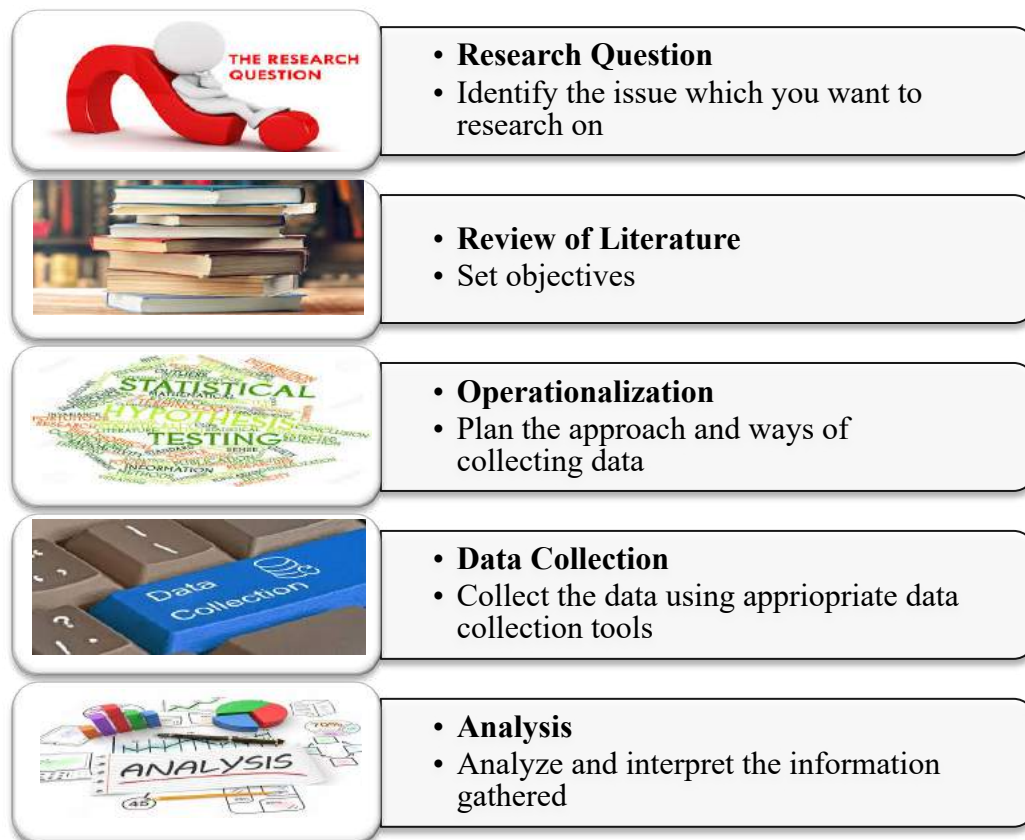 THE RESEARCH
QUESTION
• Research Question
• Identify the issue which you want to
research on
• Review of Literature
• Set objectives
STATISTICAL
HYPOTHESIS
TESTING
INFORMATION
• Operationalization
• Plan the approach and ways of
collecting data
Data
Collection
• Data Collection
• Collect the data using appriopriate data
collection tools
ANALYSIS
• Analysis
• Analyze and interpret the information
gathered